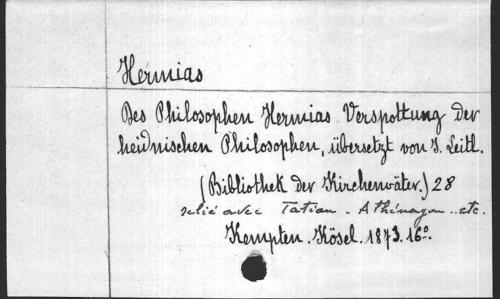 Hermias
Des Philosophen Hermias Verspottung der
heidnischen Philosophen, übersetzt von J. Leitl.
(Bibliothek der Kirchenväter.) 28
relié avec Tatian - Athénagor - etc.
Kempten. Kösel. 1873. 16º.